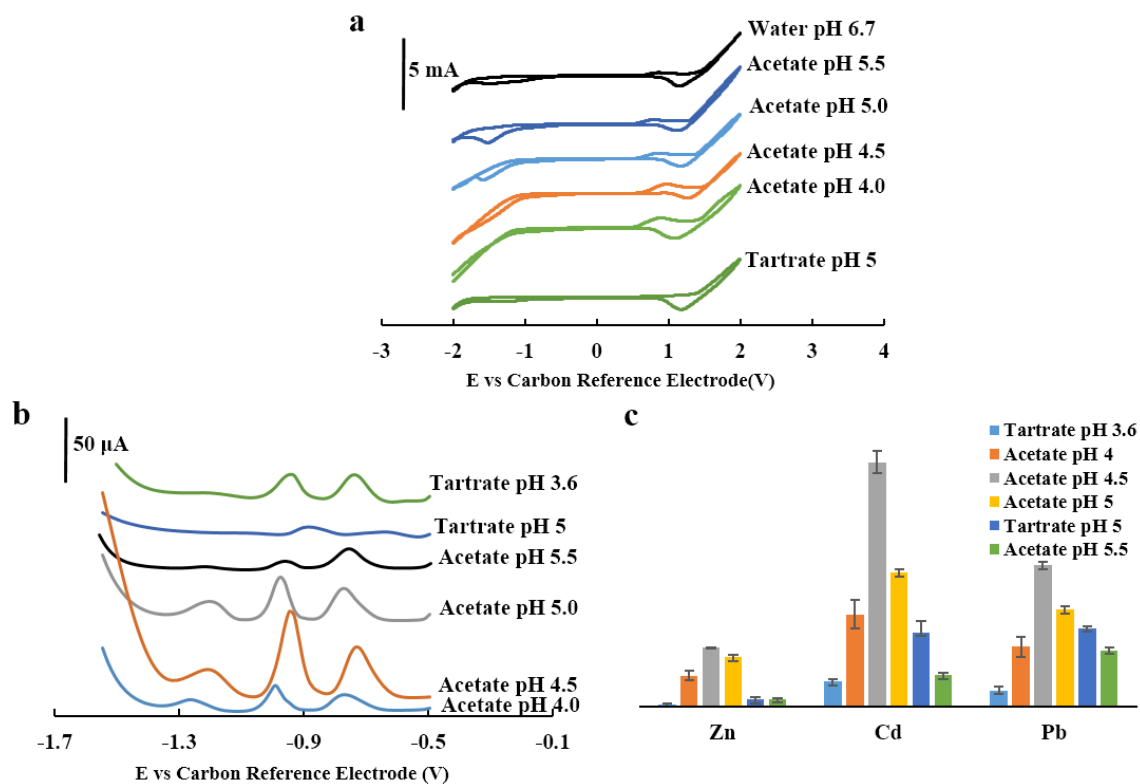 a
5 mA
Water pH 6.7
Acetate pH 5.5
Acetate pH 5.0
Acetate pH 4.5
Acetate pH 4.0
Tartrate pH 5
-3 -2 -1 0 1 2 3 4
E vs Carbon Reference Electrode(V)
b
50 µA
Tartrate pH 3.6
Tartrate pH 5
Acetate pH 5.5
Acetate pH 5.0
Acetate pH 4.5
Acetate pH 4.0
-1.7 -1.3 -0.9 -0.5 -0.1
E vs Carbon Reference Electrode (V)
c
Tartrate pH 3.6
Acetate pH 4
Acetate pH 4.5
Acetate pH 5
Tartrate pH 5
Acetate pH 5.5
Zn Cd Pb